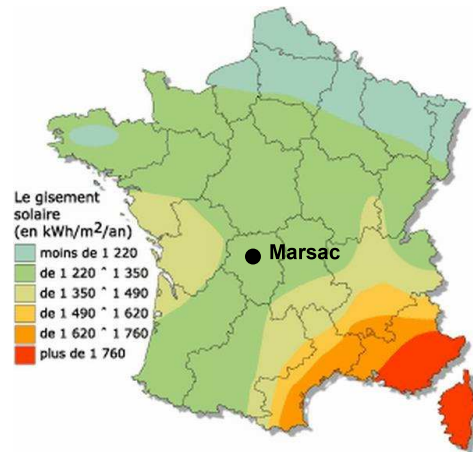 Le gisement
solaire
(en kWh/m²/an)
moins de 1 220
de 1 220 ^ 1 350
de 1 350 ^ 1 490
de 1 490 ^ 1 620
de 1 620 ^ 1 760
plus de 1 760
Marsac